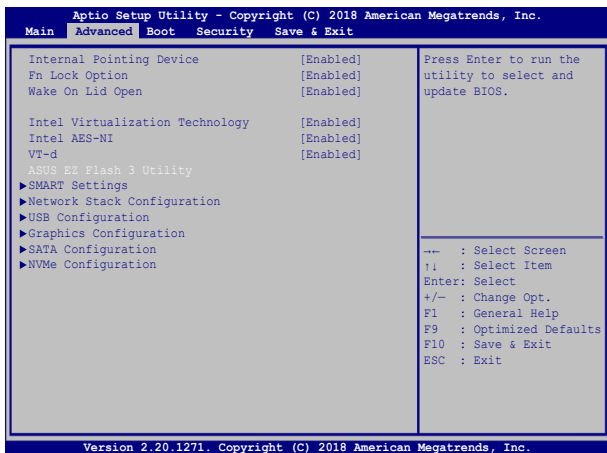 Aptio Setup Utility - Copyright (C) 2018 American Megatrends, Inc.
Main Advanced Boot Security Save & Exit
Internal Pointing Device [Enabled]
Fn Lock Option [Enabled]
Wake On Lid Open [Enabled]
Intel Virtualization Technology [Enabled]
Intel AES-NI [Enabled]
VT-d [Enabled]
ASUS EZ Flash 3 Utility
▶SMART Settings
▶Network Stack Configuration
▶USB Configuration
▶Graphics Configuration
▶SATA Configuration
▶NVMe Configuration
Press Enter to run the
utility to select and
update BIOS.
→← : Select Screen
↑↓ : Select Item
Enter: Select
+/— : Change Opt.
F1 : General Help
F9 : Optimized Defaults
F10 : Save & Exit
ESC : Exit
Version 2.20.1271. Copyright (C) 2018 American Megatrends, Inc.